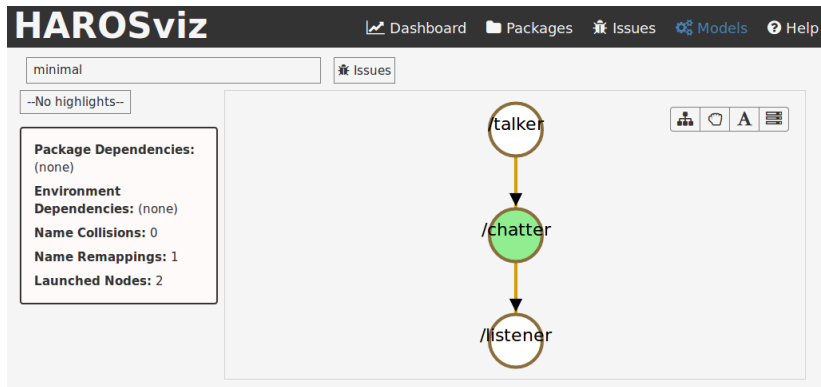 HAROSviz
Dashboard
Packages
Issues
Models
Help
minimal
Issues
--No highlights--
Package Dependencies:
(none)
Environment
Dependencies: (none)
Name Collisions: 0
Name Remappings: 1
Launched Nodes: 2
/talker
A
/chatter
/listener